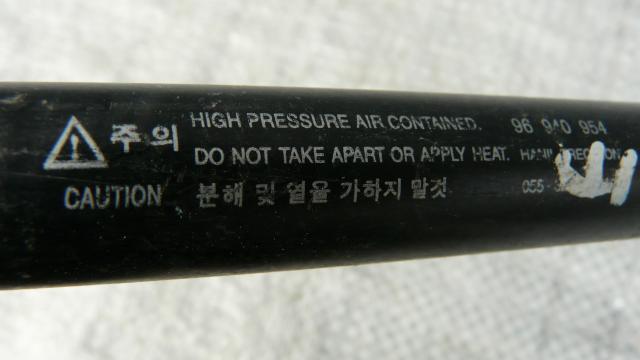 주의
CAUTION
HIGH PRESSURE AIR CONTAINED. 96 940 954
DO NOT TAKE APART OR APPLY HEAT.
분해 및 열을 가하지 말것 055